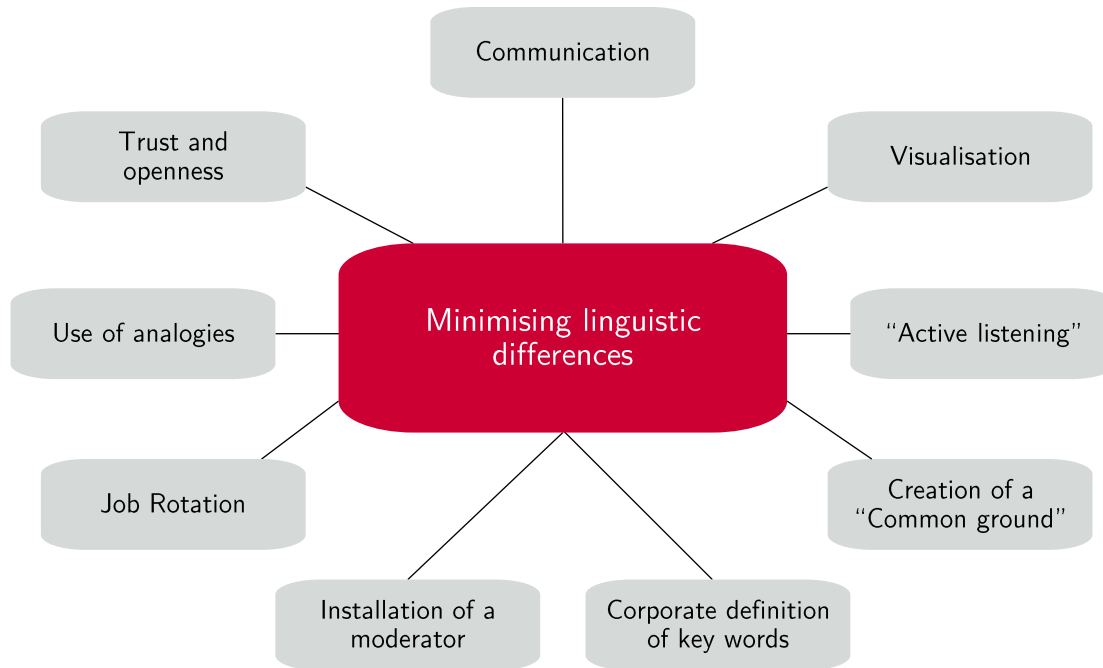 Communication
Trust and
openness
Visualisation
Minimising linguistic
differences
Use of analogies
“Active listening”
Job Rotation
Creation of a
“Common ground”
Installation of a
moderator
Corporate definition
of key words